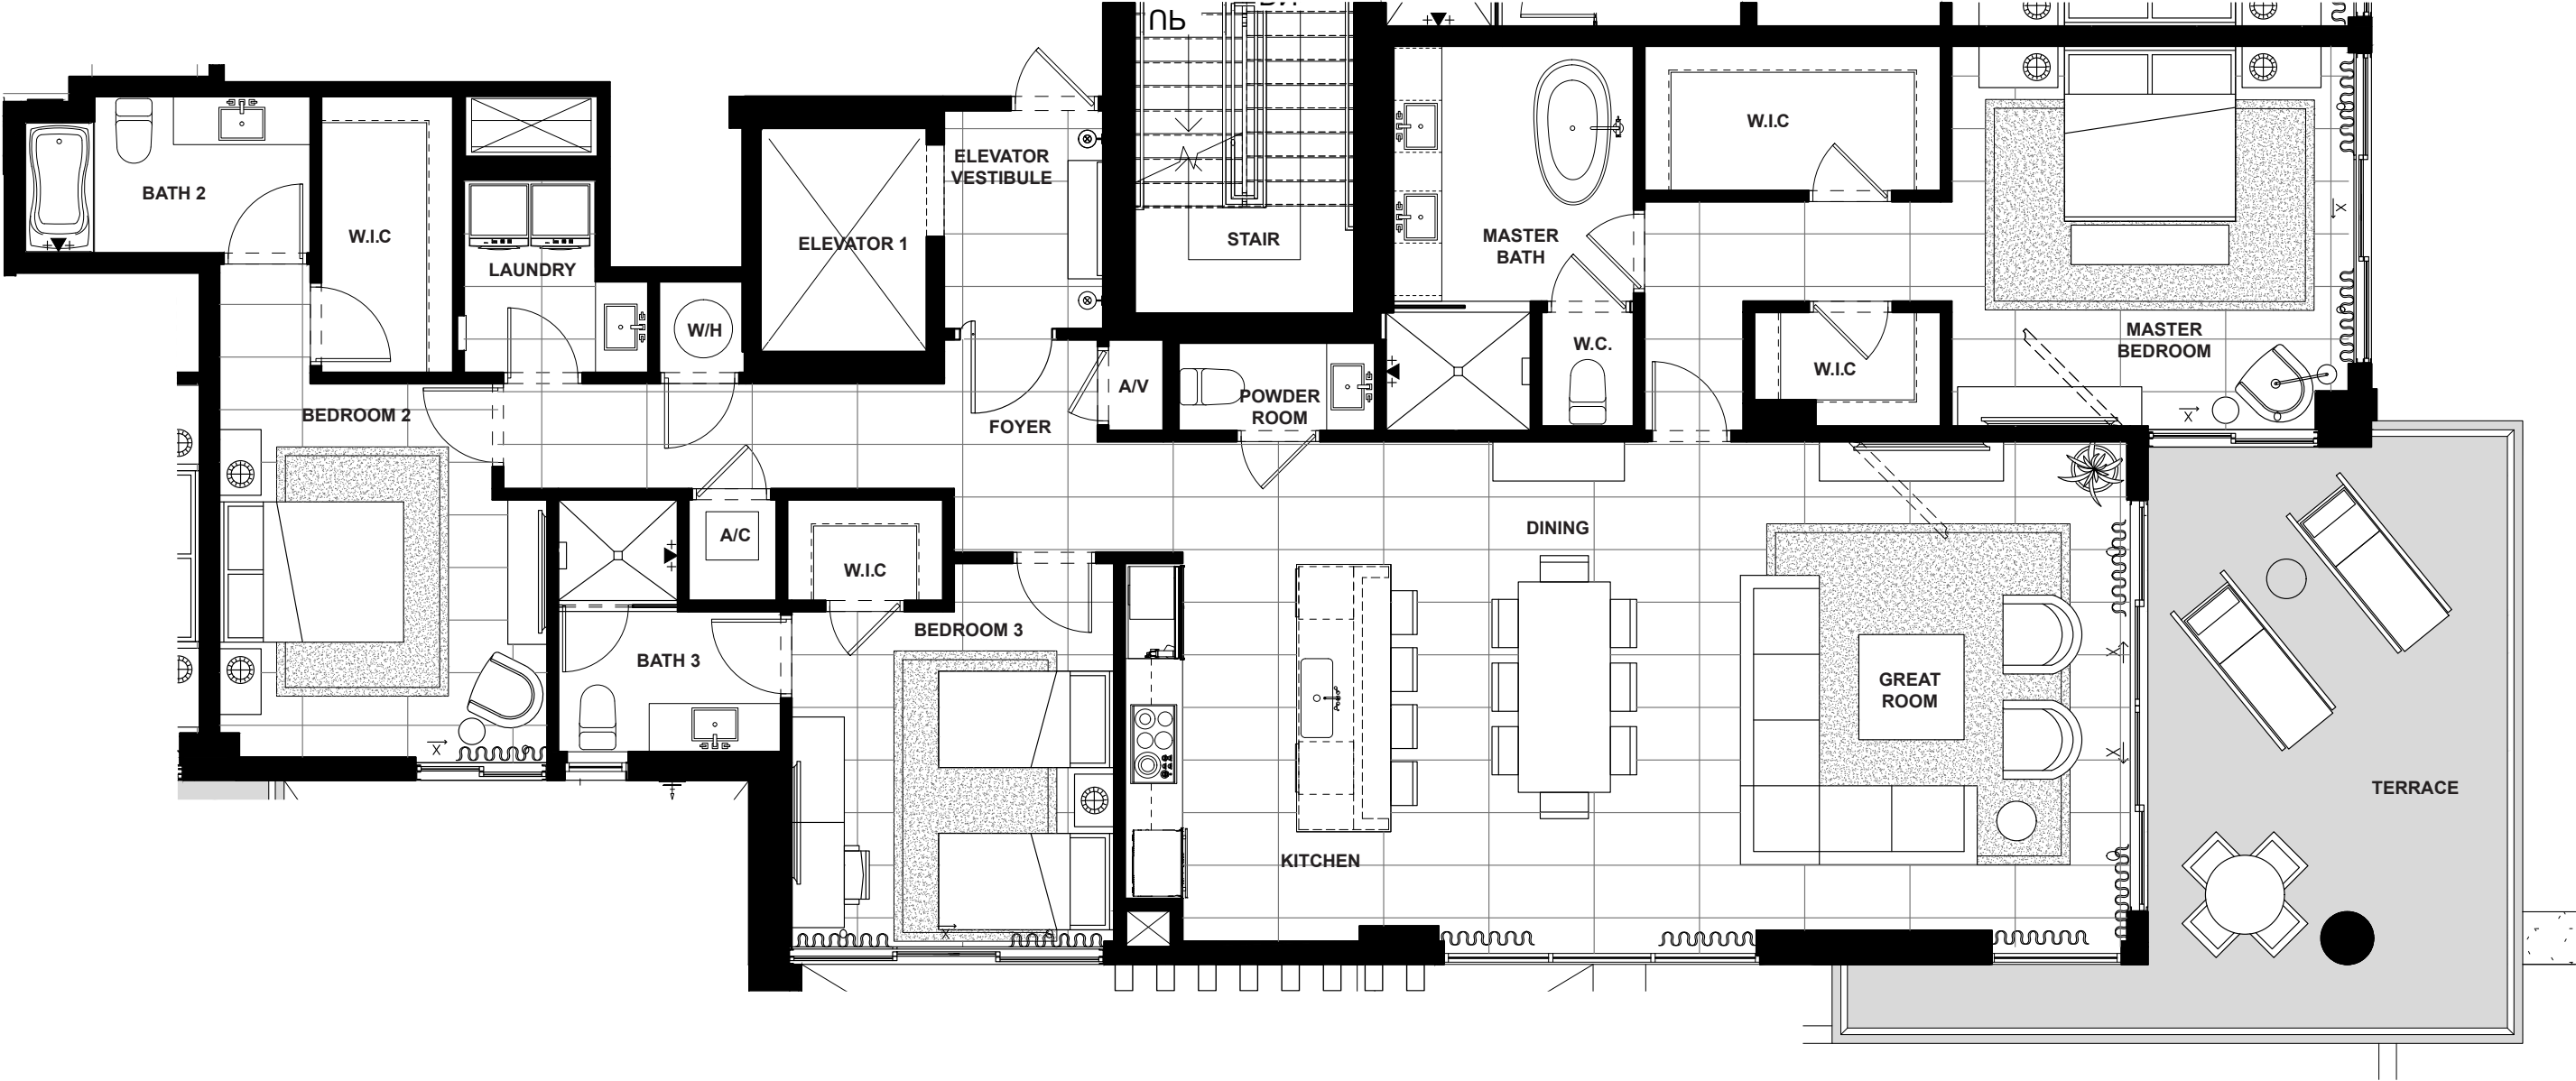 UP
W.I.C
ELEVATOR
VESTIBULE
BATH 2
W.I.C
ELEVATOR 1
STAIR
MASTER
BATH
LAUNDRY
W/H
W.C.
MASTER
BEDROOM
W.I.C
A/V
POWDER
ROOM
BEDROOM 2
FOYER
DINING
A/C
W.I.C
BEDROOM 3
BATH 3
GREAT
ROOM
TERRACE
KITCHEN
X
X
X
X
X
X